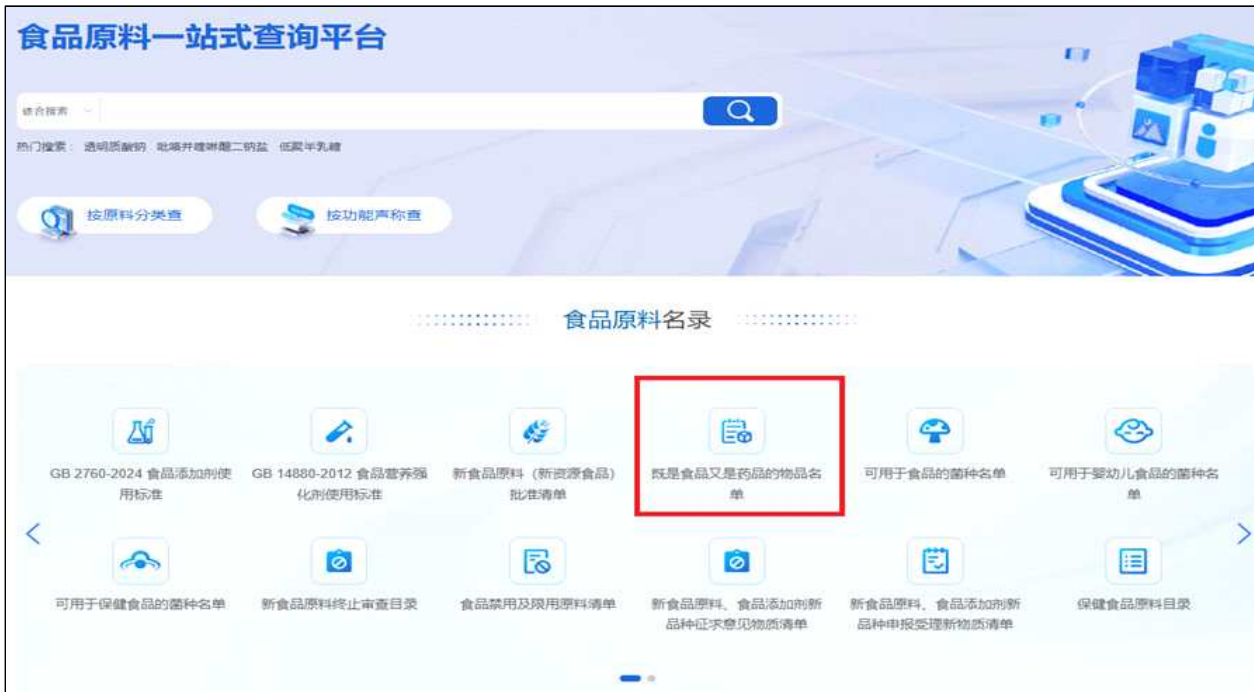 食品原料一站式查询平台
综合搜索
热门搜索： 透明质酸钠 吡咯并喹啉醌二钠盐 低聚半乳糖
按原料分类查
按功能声称查
食品原料名录
GB 2760-2024 食品添加剂使
用标准
GB 14880-2012 食品营养强
化剂使用标准
新食品原料（新资源食品）
批准清单
既是食品又是药品的物品名
单
可用于食品的菌种名单
可用于婴幼儿食品的菌种名
单
可用于保健食品的菌种名单
新食品原料终止审查目录
食品禁用及限用原料清单
新食品原料、食品添加剂新
品种征求意见物质清单
新食品原料、食品添加剂新
品种申报受理新物质清单
保健食品原料目录